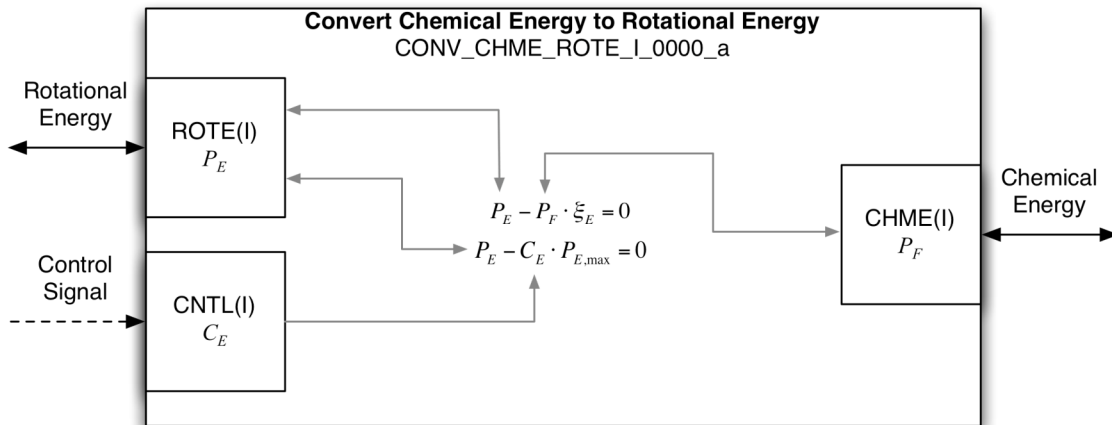 Convert Chemical Energy to Rotational Energy
CONV_CHME_ROTE_I_0000_a
Rotational
Energy
ROTE(I)
P_E
Control
Signal
CNTL(I)
C_E
P_E − P_F · ξ_E = 0
P_E − C_E · P_E,max = 0
CHME(I)
P_F
Chemical
Energy